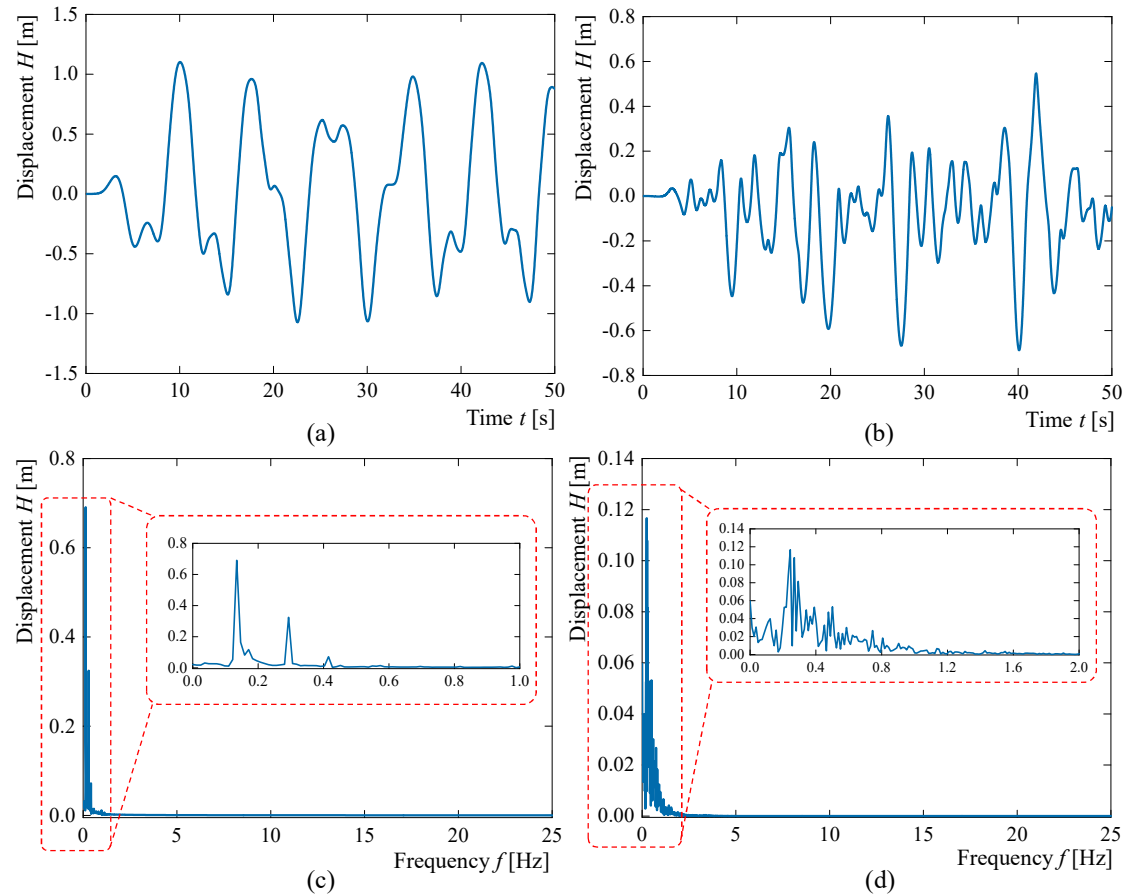 Displacement H [m]
1.5
1.0
0.5
0.0
-0.5
-1.0
-1.5
0 10 20 30 40 50
Time t [s]
(a)
Displacement H [m]
0.8
0.6
0.4
0.2
0.0
-0.2
-0.4
-0.6
-0.8
0 10 20 30 40 50
Time t [s]
(b)
Displacement H [m]
0.8
0.6
0.4
0.2
0.0
0 5 10 15 20 25
Frequency f [Hz]
0.8
0.6
0.4
0.2
0.0
0.0 0.2 0.4 0.6 0.8 1.0
(c)
Displacement H [m]
0.14
0.12
0.10
0.08
0.06
0.04
0.02
0.00
0 5 10 15 20 25
Frequency f [Hz]
0.14
0.12
0.10
0.08
0.06
0.04
0.02
0.00
0.0 0.4 0.8 1.2 1.6 2.0
(d)